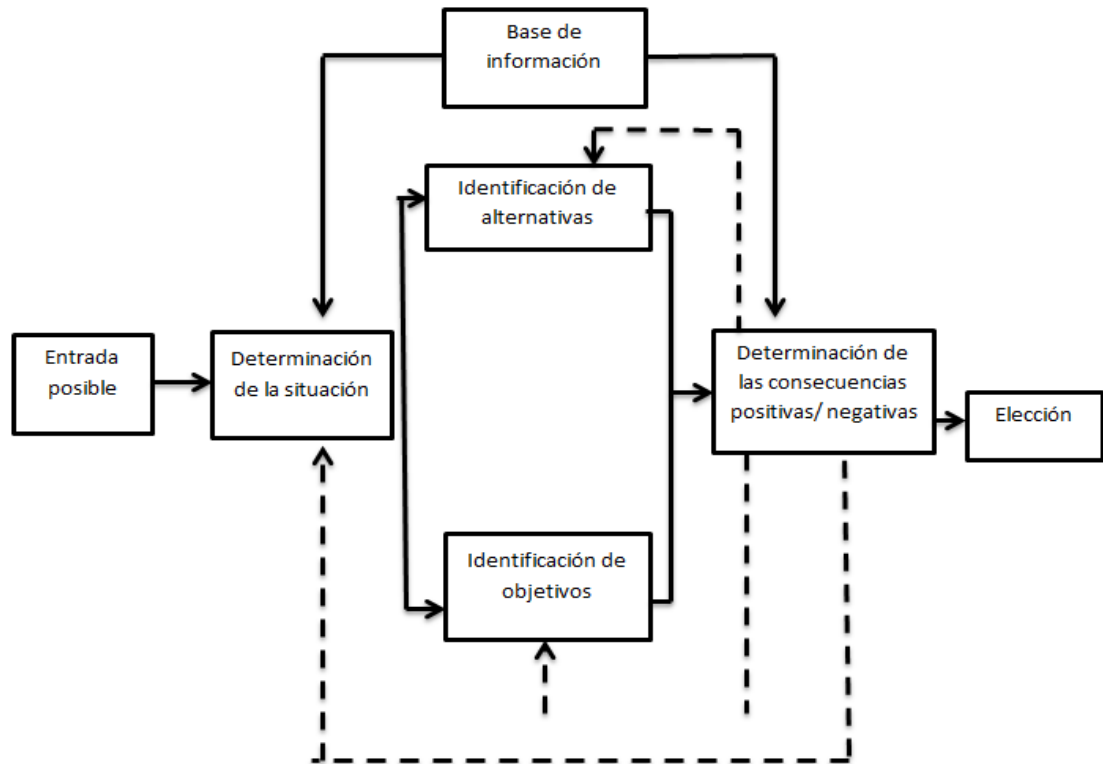 Base de
información
Identificación de
alternativas
Entrada
posible
Determinación
de la situación
Determinación de
las consecuencias
positivas/ negativas
Elección
Identificación de
objetivos